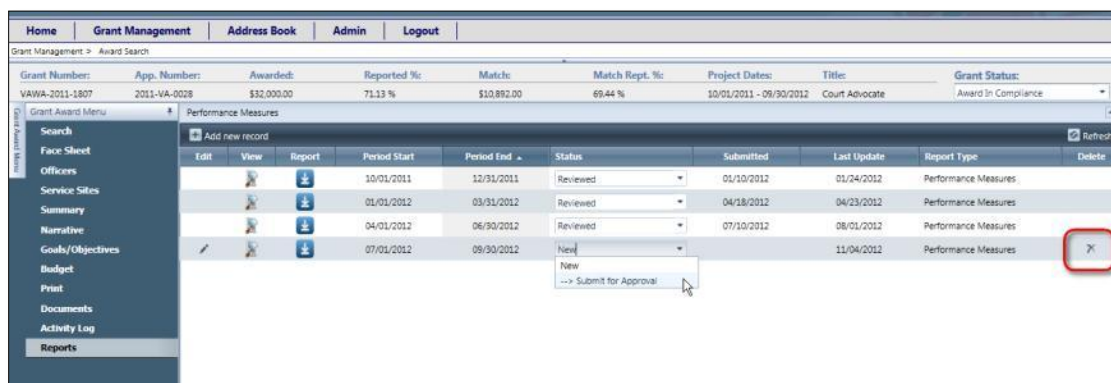 Home Grant Management Address Book Admin Logout
Grant Management > Award Search
Grant Number: App. Number: Awarded: Reported %: Match: Match Rept. %: Project Dates: Title: Grant Status:
VAWA-2011-1807 2011-VA-0028 $32,000.00 71.13 % $10,892.00 69.44 % 10/01/2011 - 09/30/2012 Court Advocate Award In Compliance
Grant Award Menu
Grant Award Menu Performance Measures
Search
Add new record Refresh
Face Sheet
Edit View Report Period Start Period End Status Submitted Last Update Report Type Delete
Officers
10/01/2011 12/31/2011 Reviewed 01/10/2012 01/24/2012 Performance Measures
Service Sites
01/01/2012 03/31/2012 Reviewed 04/18/2012 04/23/2012 Performance Measures
Summary
Narrative
04/01/2012 06/30/2012 Reviewed 07/10/2012 08/01/2012 Performance Measures
Goals/Objectives
07/01/2012 09/30/2012 New 11/04/2012 Performance Measures
Budget
New
Print
--> Submit for Approval
Documents
Activity Log
Reports